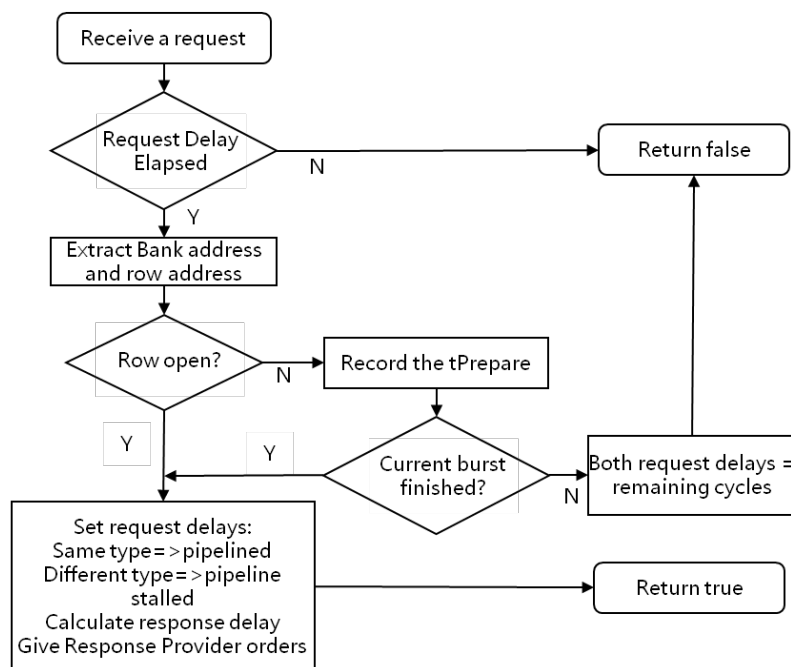 Receive a request
Request Delay
Elapsed
N
Return false
Y
Extract Bank address
and row address
Row open?
N
Record the tPrepare
Y
Y
Current burst
finished?
N
Both request delays =
remaining cycles
Set request delays:
Same type=>pipelined
Different type=>pipeline
stalled
Calculate response delay
Give Response Provider orders
Return true